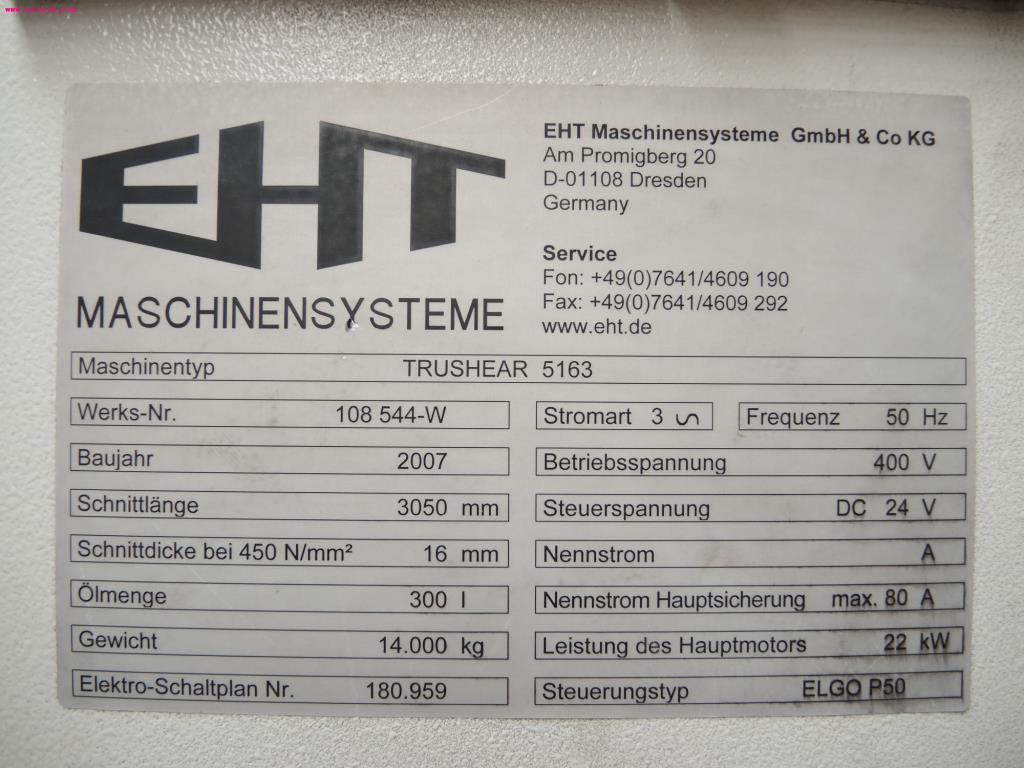 EHT
MASCHINENSYSTEME
EHT Maschinensysteme GmbH & Co KG
Am Promigberg 20
D-01108 Dresden
Germany
Service
Fon: +49(0)7641/4609 190
Fax: +49(0)7641/4609 292
www.eht.de
Maschinentyp TRUSHEAR 5163
Werks-Nr. 108 544-W
Stromart 3 ∽
Frequenz 50 Hz
Baujahr 2007
Betriebsspannung 400 V
Schnittlänge 3050 mm
Steuerspannung DC 24 V
Schnittdicke bei 450 N/mm² 16 mm
Nennstrom A
Ölmenge 300 l
Nennstrom Hauptsicherung max. 80 A
Gewicht 14.000 kg
Leistung des Hauptmotors 22 kW
Elektro-Schaltplan Nr. 180.959
Steuerungstyp ELGO P50